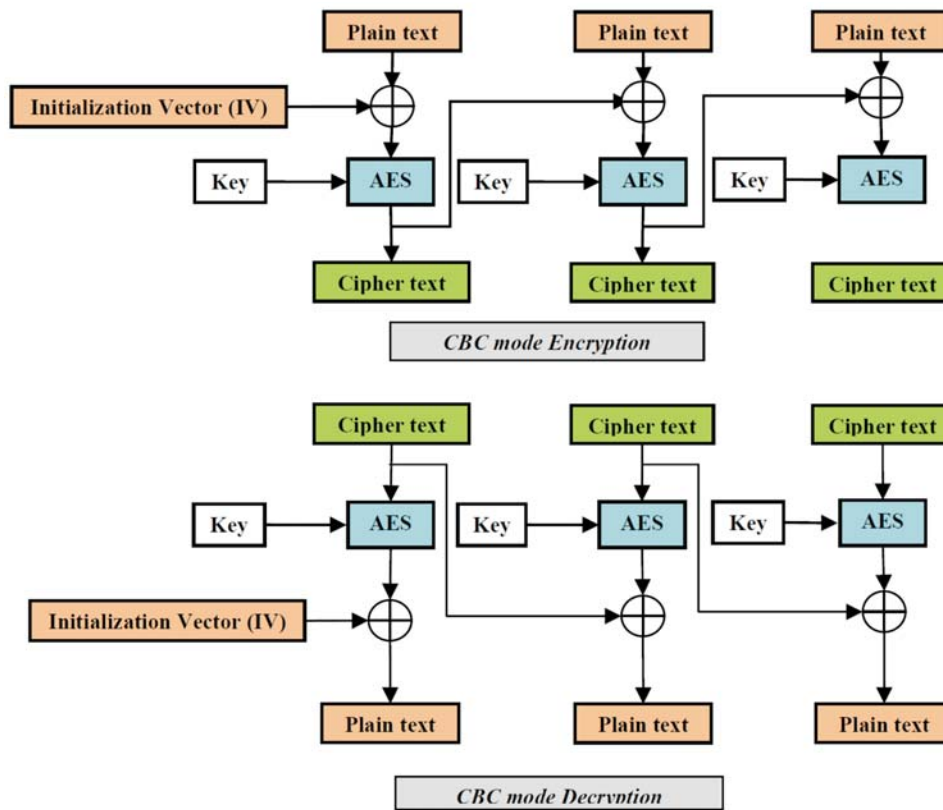 Plain text Plain text Plain text
Initialization Vector (IV)
Key AES Key AES Key AES
Cipher text Cipher text Cipher text
CBC mode Encryption
Cipher text Cipher text Cipher text
Key AES Key AES Key AES
Initialization Vector (IV)
Plain text Plain text Plain text
CBC mode Decryption